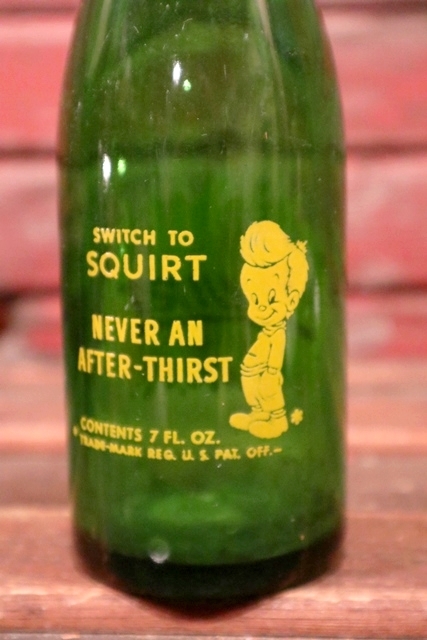 SWITCH TO
SQUIRT
NEVER AN
AFTER-THIRST
CONTENTS 7 FL. OZ.
* TRADE-MARK REG. U. S. PAT. OFF.
*